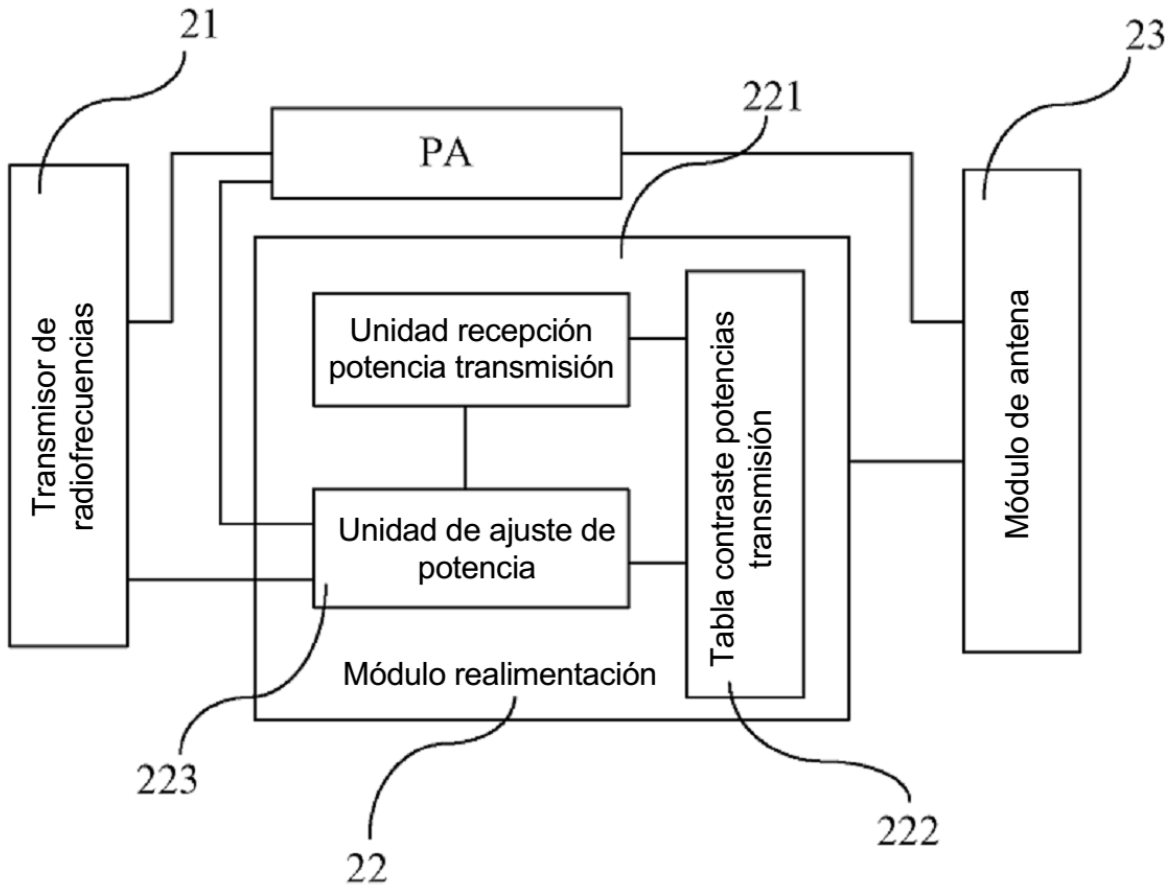 21
23
221
PA
Transmisor de
radiofrecuencias
Unidad recepción
potencia transmisión
Unidad de ajuste de
potencia
Tabla contraste potencias
transmisión
Módulo de antena
Módulo realimentación
223
222
22